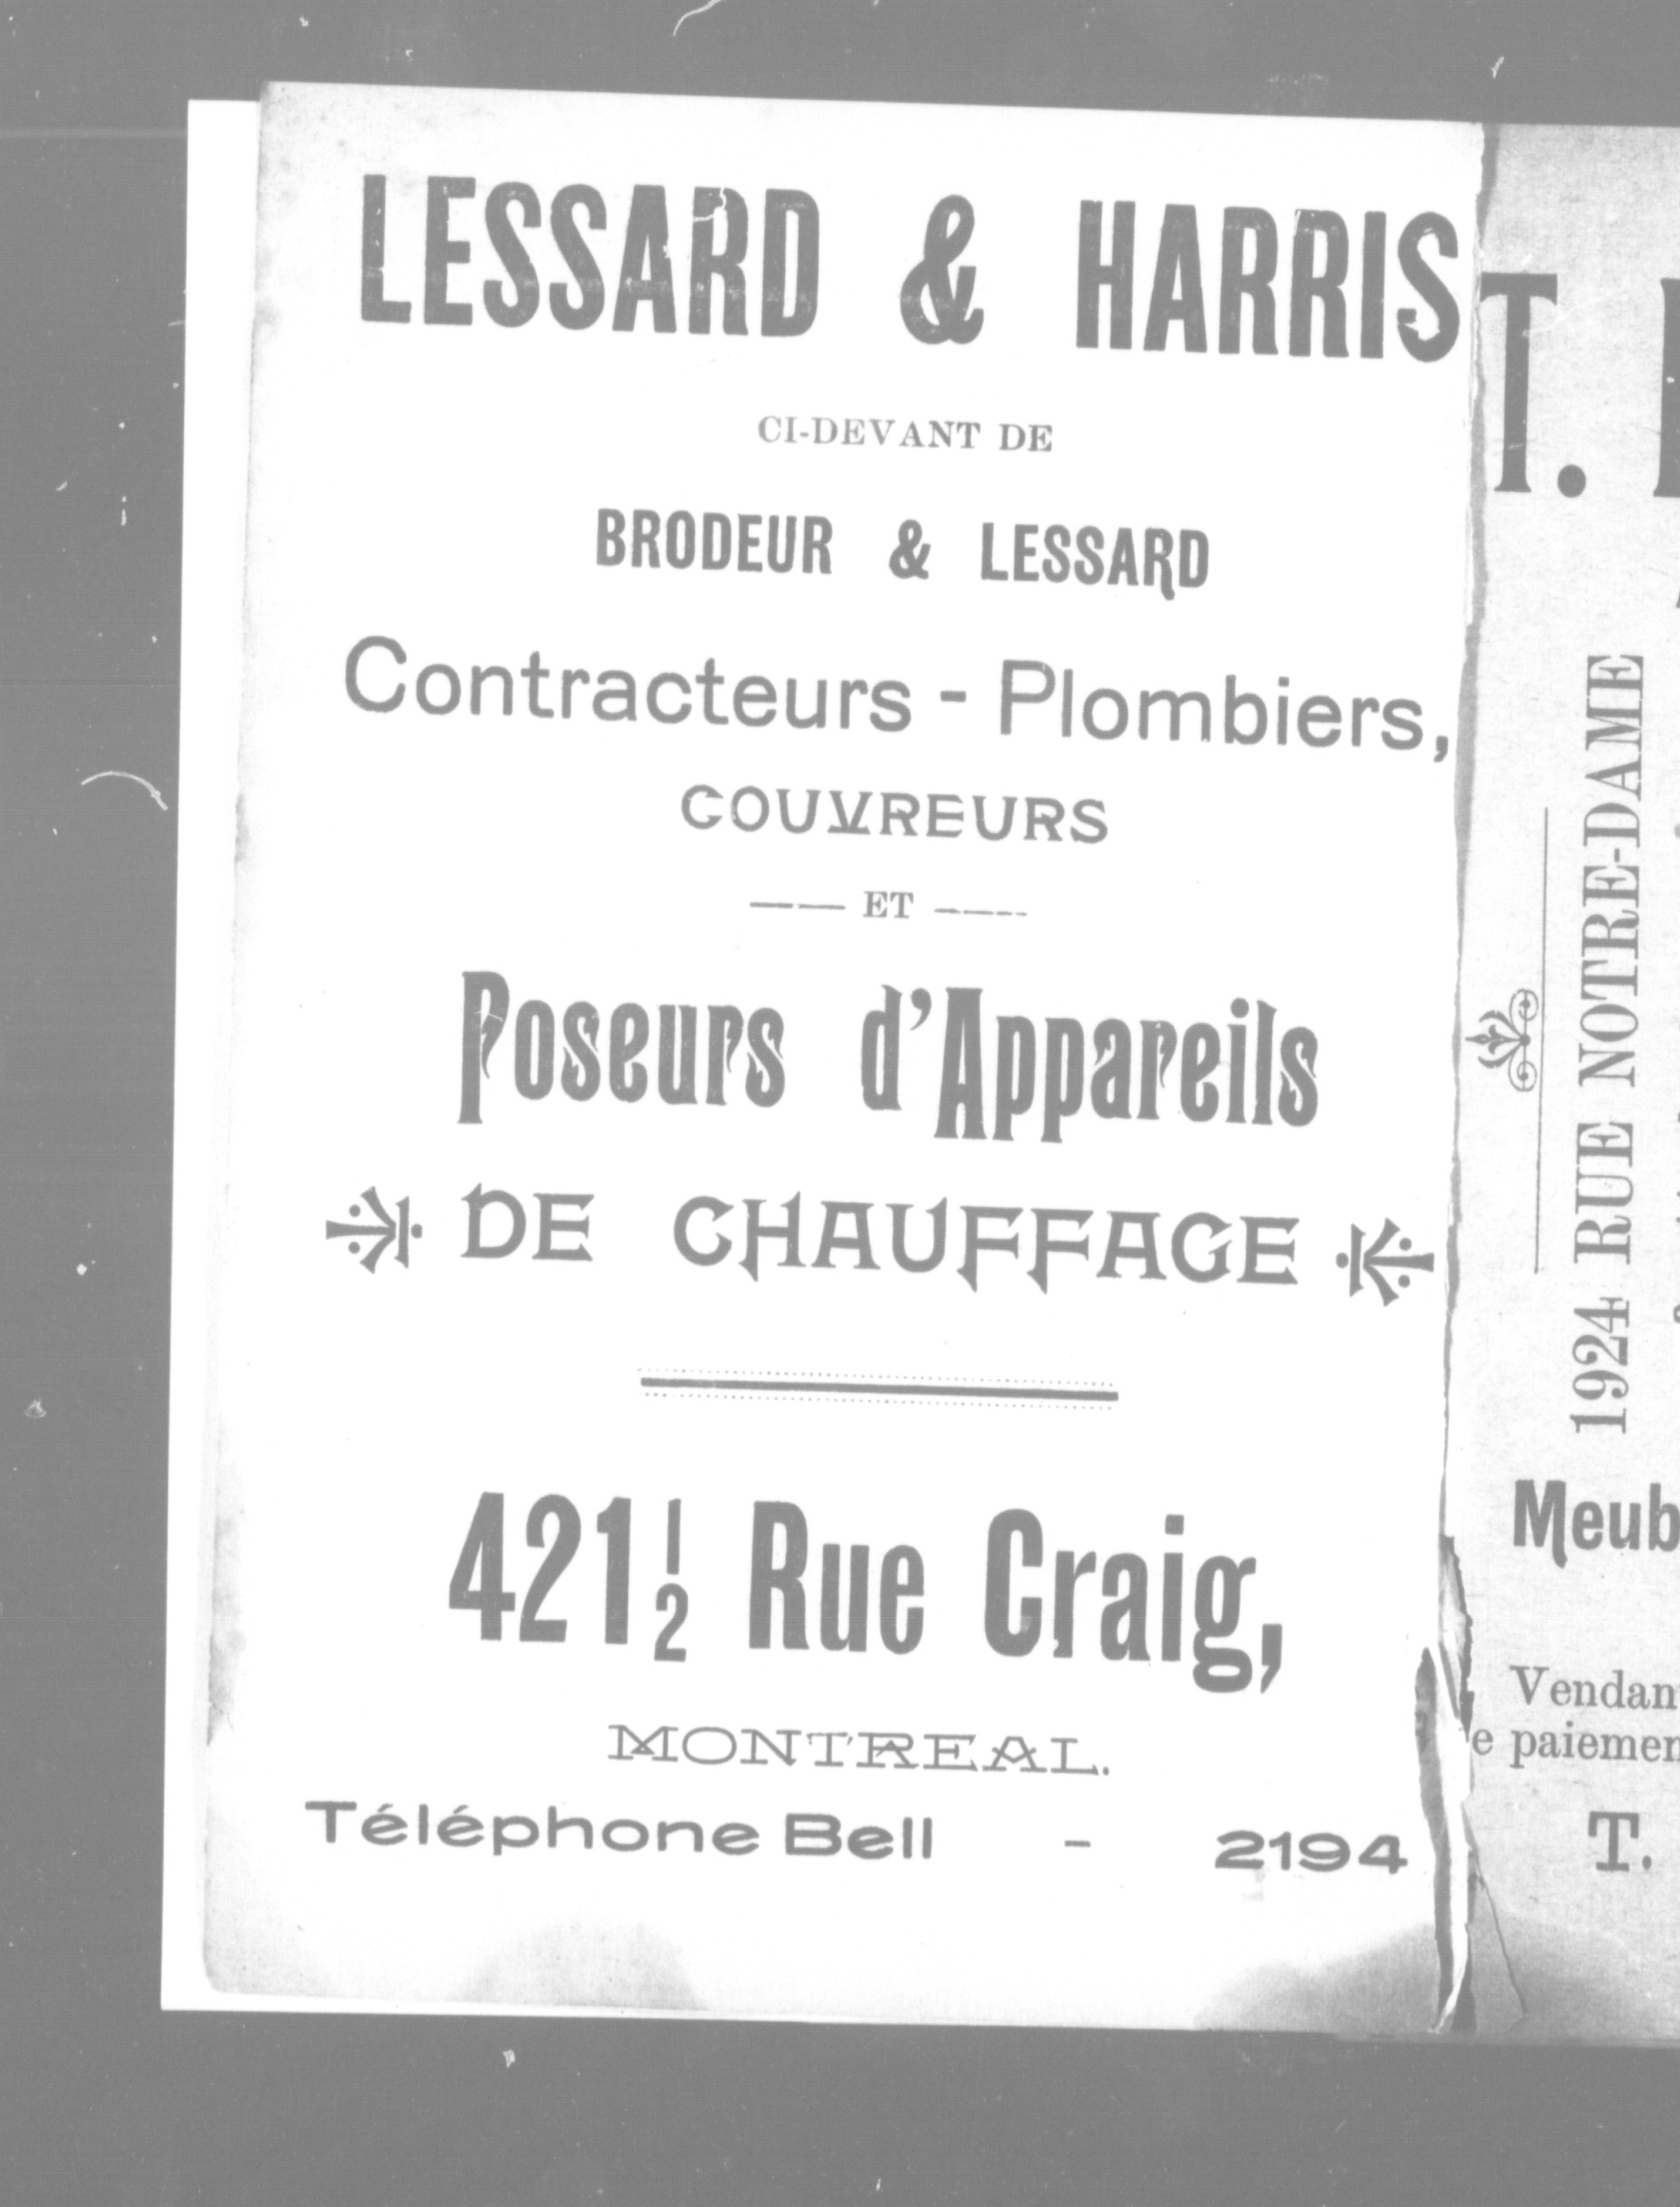 LESSARD & HARRIS
CI-DEVANT DE
BRODEUR & LESSARD
Contracteurs - Plombiers,
COUVREURS
ET
Poseurs d'Appareils
DE CHAUFFAGE
421½ Rue Craig,
MONTREAL.
Téléphone Bell - 2194
T.
1924 RUE NOTRE-DAME
Meub
Vendan
e paiemen
T.